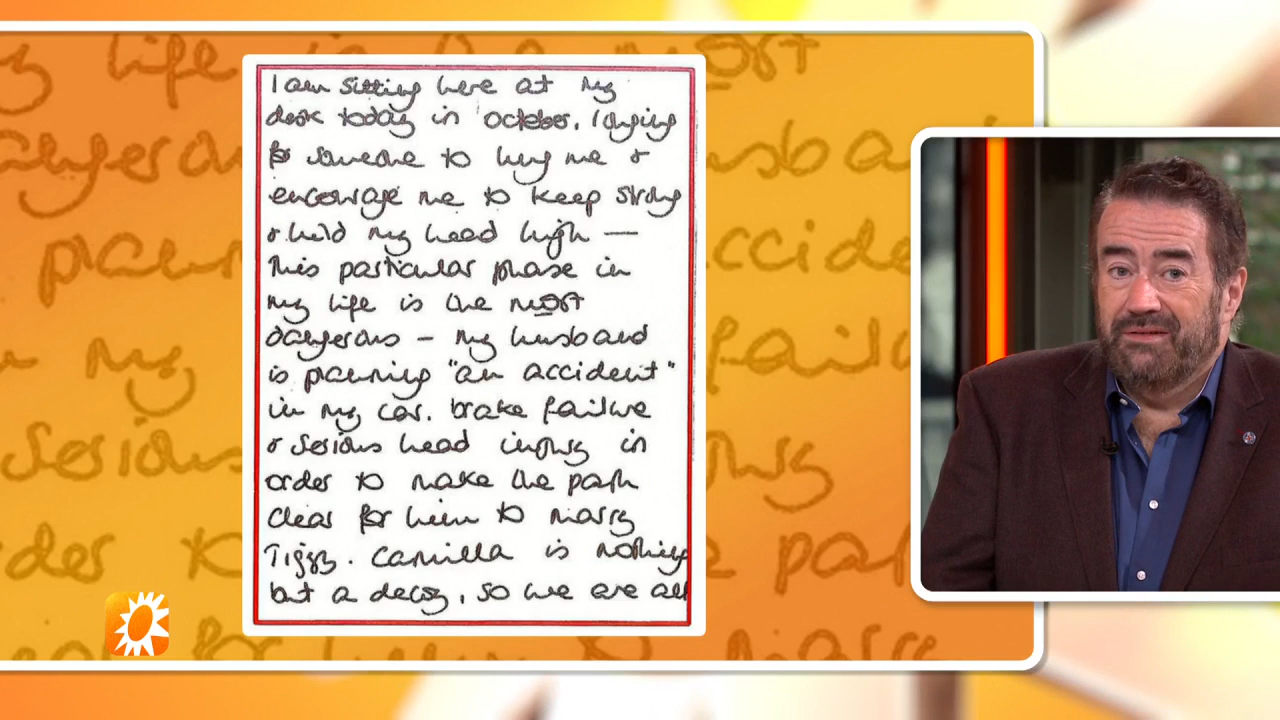 I am sitting here at my
desk today in october, longing
for someone to hug me &
encourage me to keep strong
& hold my head high —
This particular phase in
my life is the most
dangerous – my husband
is planning "an accident"
in my car. brake failure
& serious head injury in
order to make the path
clear for him to marry
Tiggy. Camilla is nothing
but a decoy, so we are all